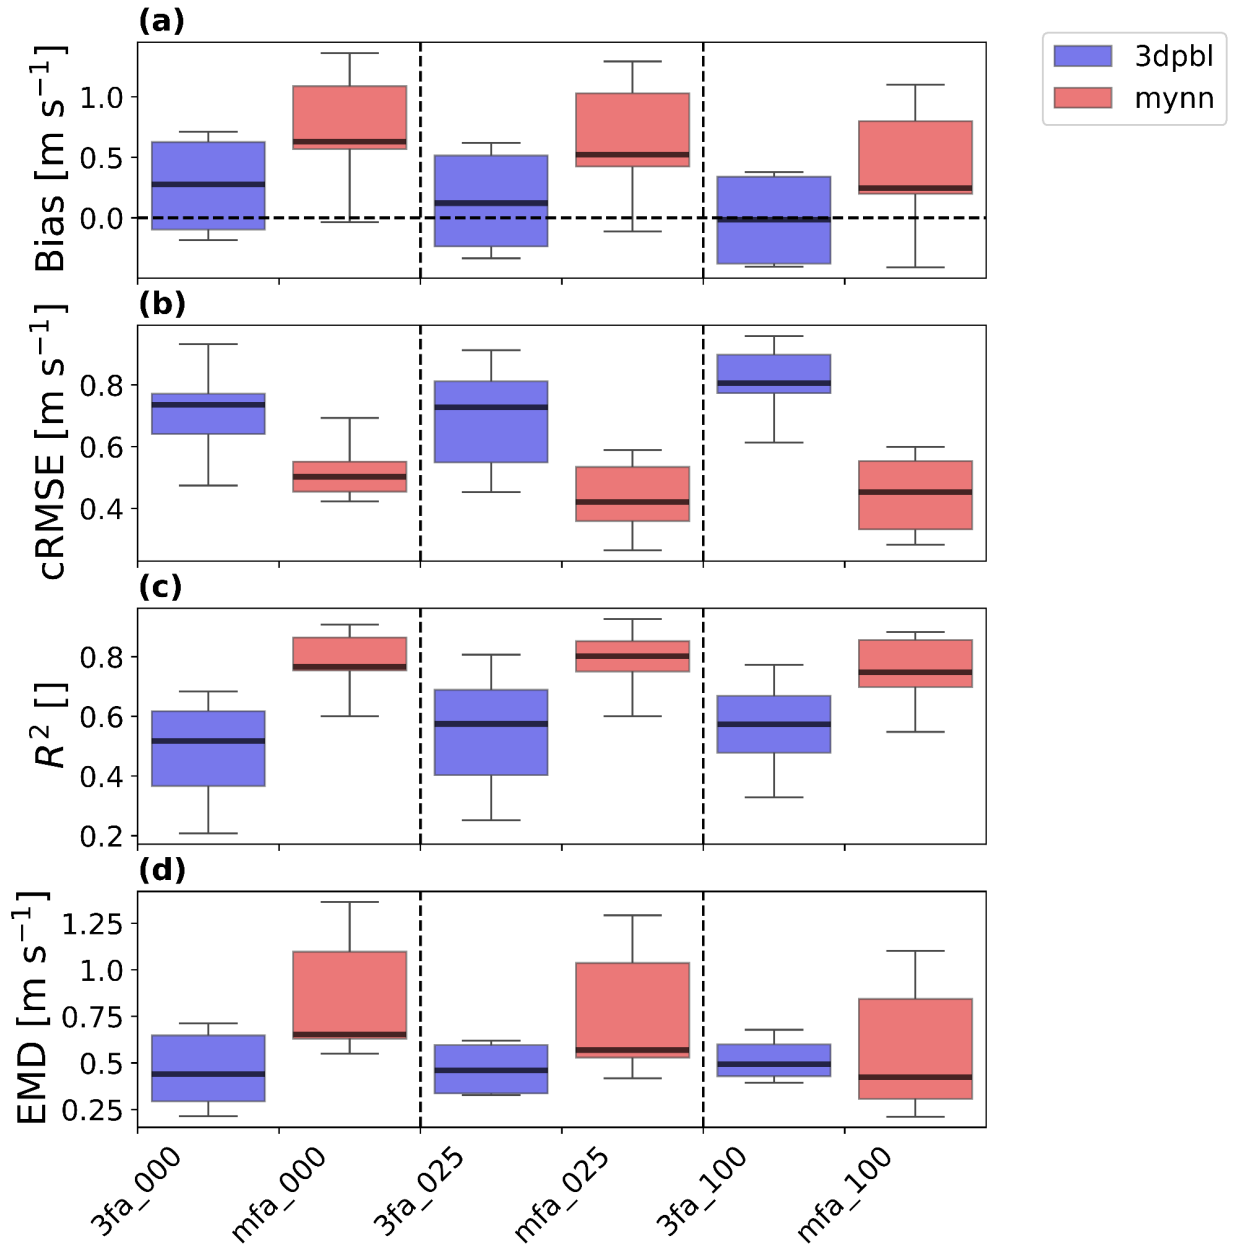 (a)
3dpbl
mynn
Bias [m s⁻¹]
1.0
0.5
0.0
(b)
cRMSE [m s⁻¹]
0.8
0.6
0.4
(c)
R² []
0.8
0.6
0.4
0.2
(d)
EMD [m s⁻¹]
1.25
1.0
0.75
0.5
0.25
3fa_000
mfa_000
3fa_025
mfa_025
3fa_100
mfa_100